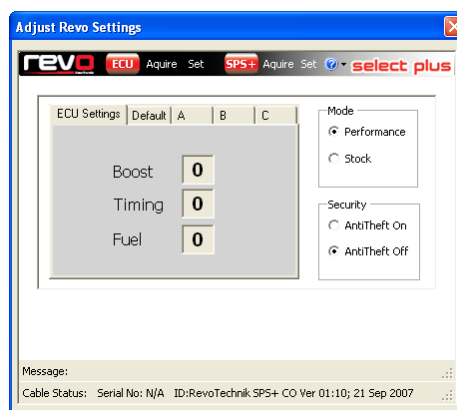 Adjust Revo Settings
revo ECU Aquire Set SPS+ Aquire Set ? select plus
ECU Settings Default A B C
Boost 0
Timing 0
Fuel 0
Mode
Performance
Stock
Security
AntiTheft On
AntiTheft Off
Message:
Cable Status: Serial No: N/A ID:RevoTechnik SPS+ CO Ver 01:10; 21 Sep 2007